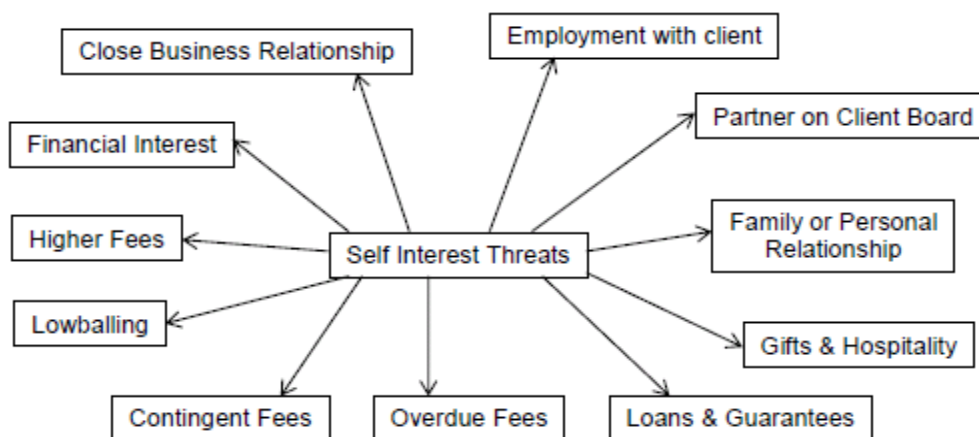 Employment with client
Close Business Relationship
Partner on Client Board
Financial Interest
Family or Personal
Relationship
Higher Fees
Self Interest Threats
Lowballing
Gifts & Hospitality
Contingent Fees
Overdue Fees
Loans & Guarantees